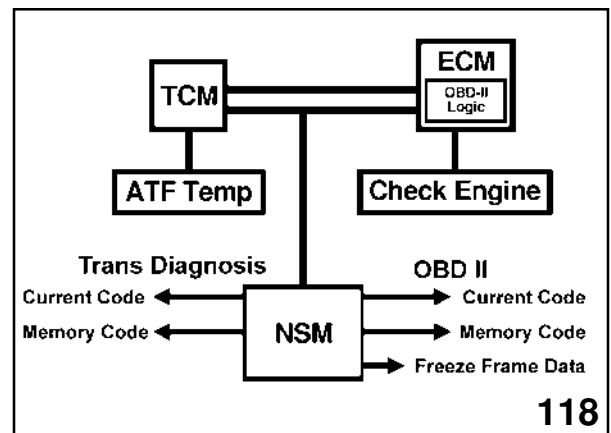 TCM
ECM
OBD-II
Logic
ATF Temp
Check Engine
Trans Diagnosis
OBD II
Current Code
Current Code
Memory Code
NSM
Memory Code
Freeze Frame Data
118